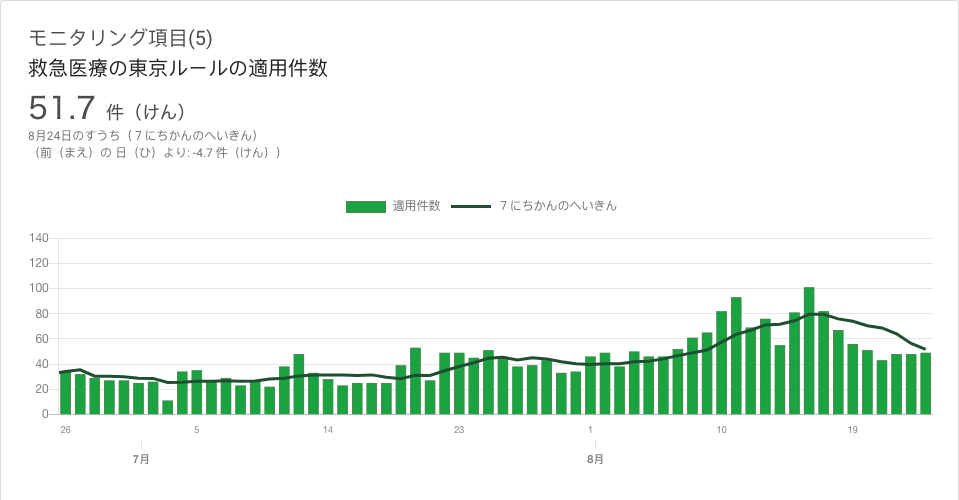 モニタリング項目(5)
救急医療の東京ルールの適用件数
51.7 件（けん）
8月24日のすうち（７にちかんのへいきん）
（前（まえ）の 日（ひ）より: -4.7 件（けん））
適用件数 ７にちかんのへいきん
140
120
100
80
60
40
20
0
26 5 14 23 1 10 19
7月 8月